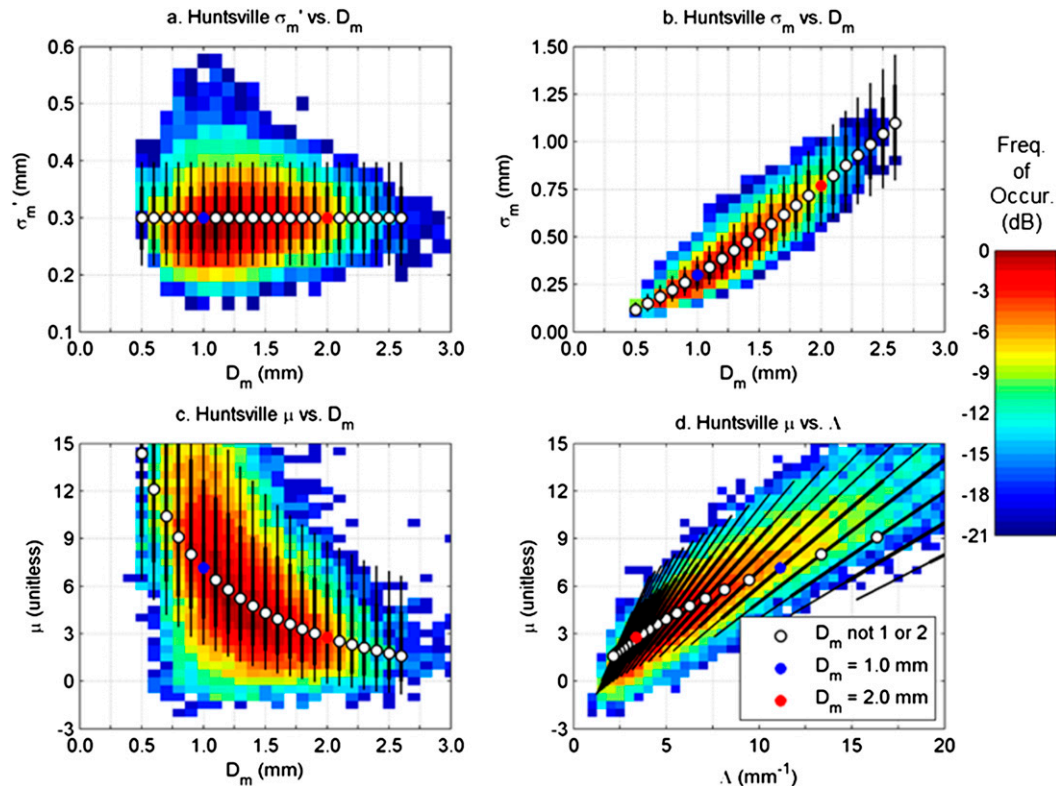 a. Huntsville σm' vs. Dm
0.6
0.5
0.4
0.3
0.2
0.1
σm' (mm)
0.0 0.5 1.0 1.5 2.0 2.5 3.0
Dm (mm)
b. Huntsville σm vs. Dm
1.50
1.25
1.00
0.75
0.50
0.25
0.00
σm (mm)
0.0 0.5 1.0 1.5 2.0 2.5 3.0
Dm (mm)
Freq.
of
Occur.
(dB)
0
-3
-6
-9
-12
-15
-18
-21
c. Huntsville μ vs. Dm
15
12
9
6
3
0
-3
μ (unitless)
0.0 0.5 1.0 1.5 2.0 2.5 3.0
Dm (mm)
d. Huntsville μ vs. Λ
15
12
9
6
3
0
-3
μ (unitless)
Dm not 1 or 2
Dm = 1.0 mm
Dm = 2.0 mm
0 5 10 15 20
Λ (mm-1)